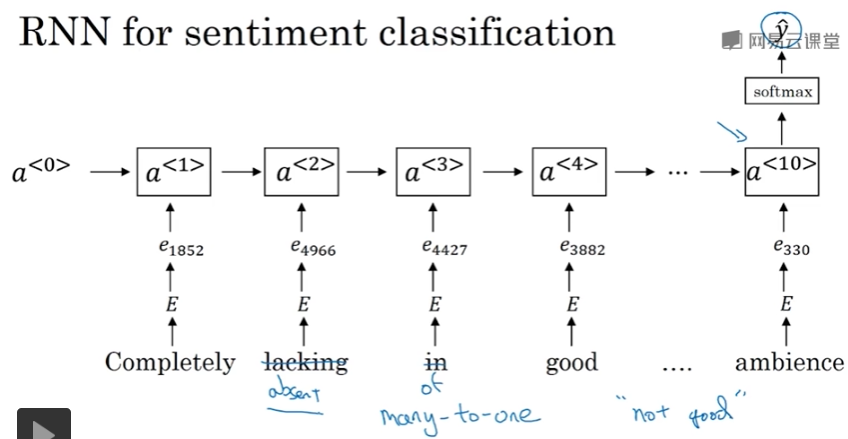 RNN for sentiment classification
ŷ
网易云课堂
softmax
a<0> a<1> a<2> a<3> a<4> ... a<10>
e1852 e4966 e4427 e3882 e330
E E E E E
Completely lacking in good .... ambience
absent of
many-to-one "not good"